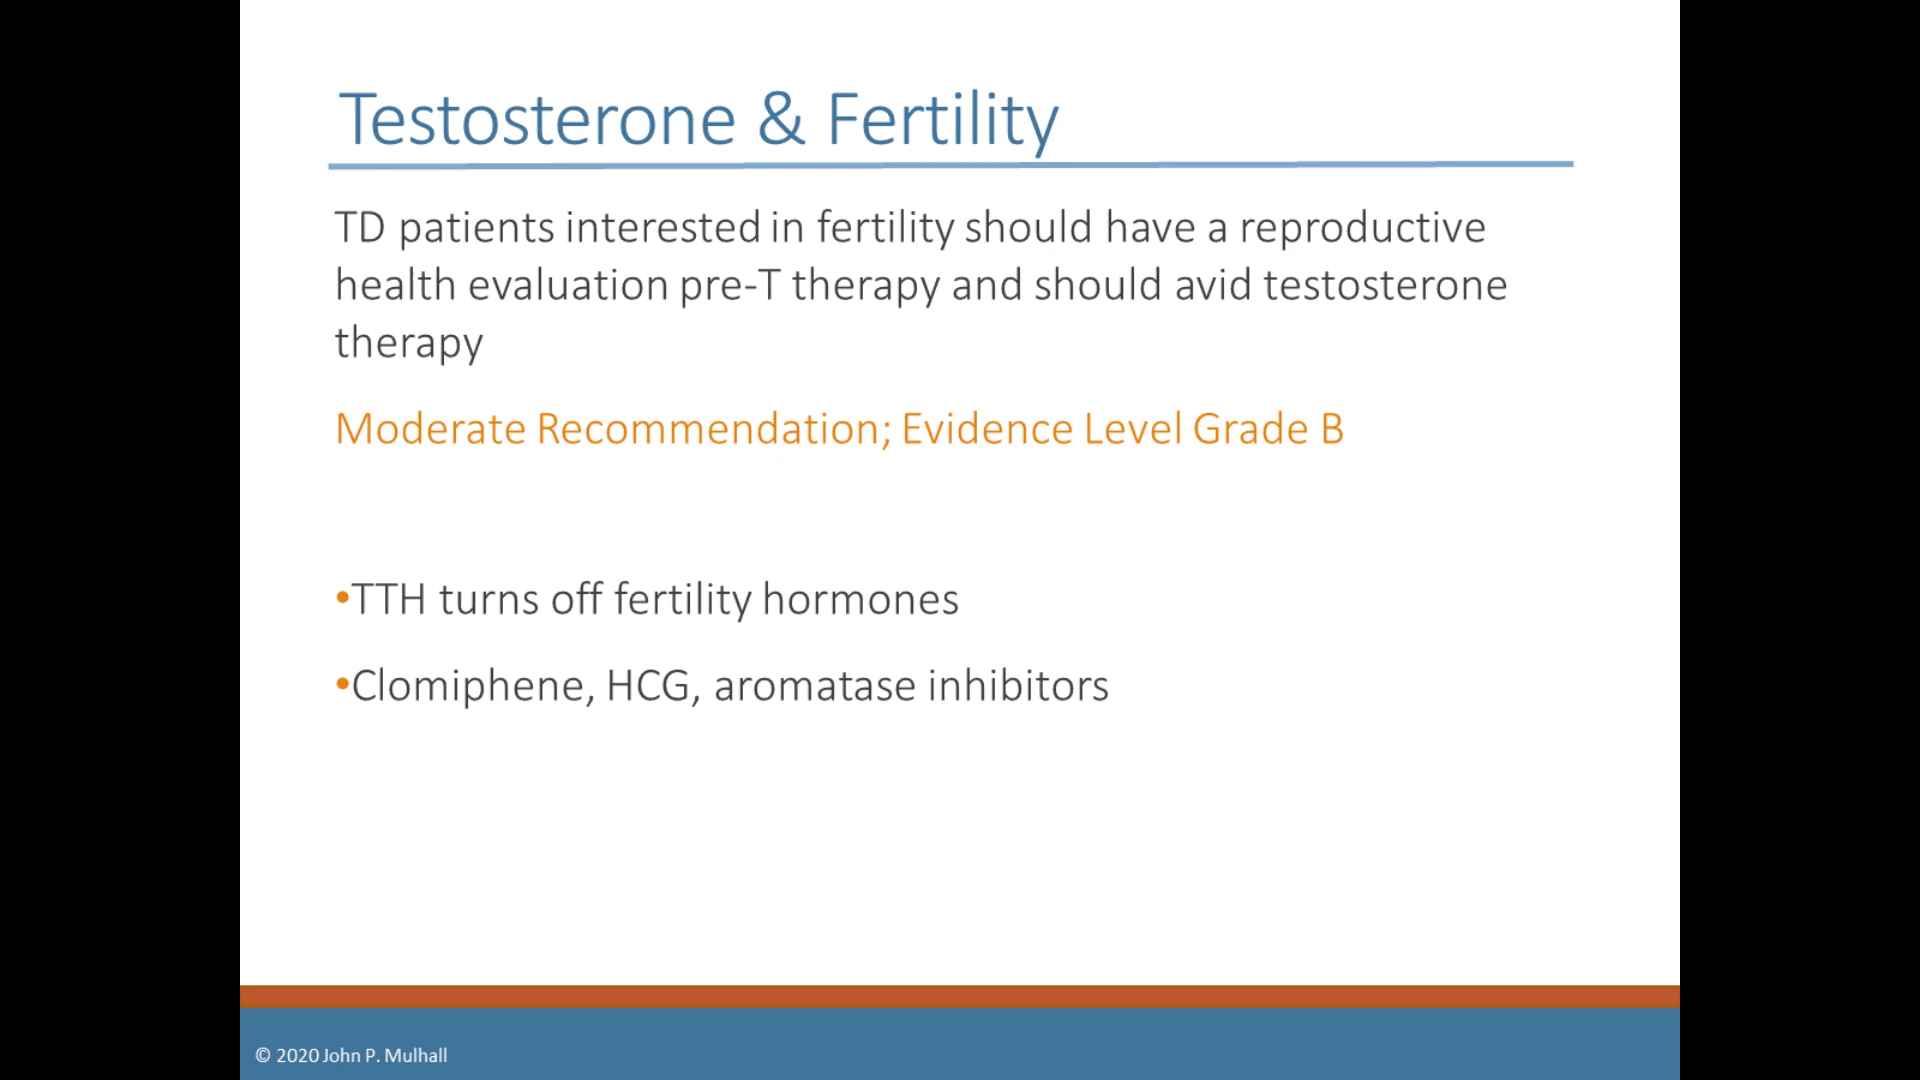 Testosterone & Fertility
TD patients interested in fertility should have a reproductive
health evaluation pre-T therapy and should avid testosterone
therapy
Moderate Recommendation; Evidence Level Grade B
•TTH turns off fertility hormones
•Clomiphene, HCG, aromatase inhibitors
© 2020 John P. Mulhall